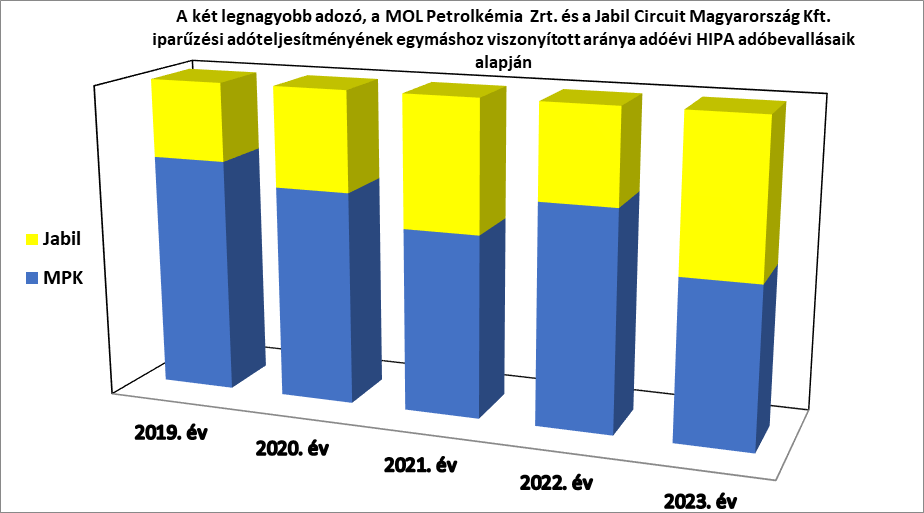 A két legnagyobb adozó, a MOL Petrolkémia Zrt. és a Jabil Circuit Magyarország Kft.
iparűzési adóteljesítményének egymáshoz viszonyított aránya adóévi HIPA adóbevallásaik
alapján
Jabil
MPK
2019. év
2020. év
2021. év
2022. év
2023. év